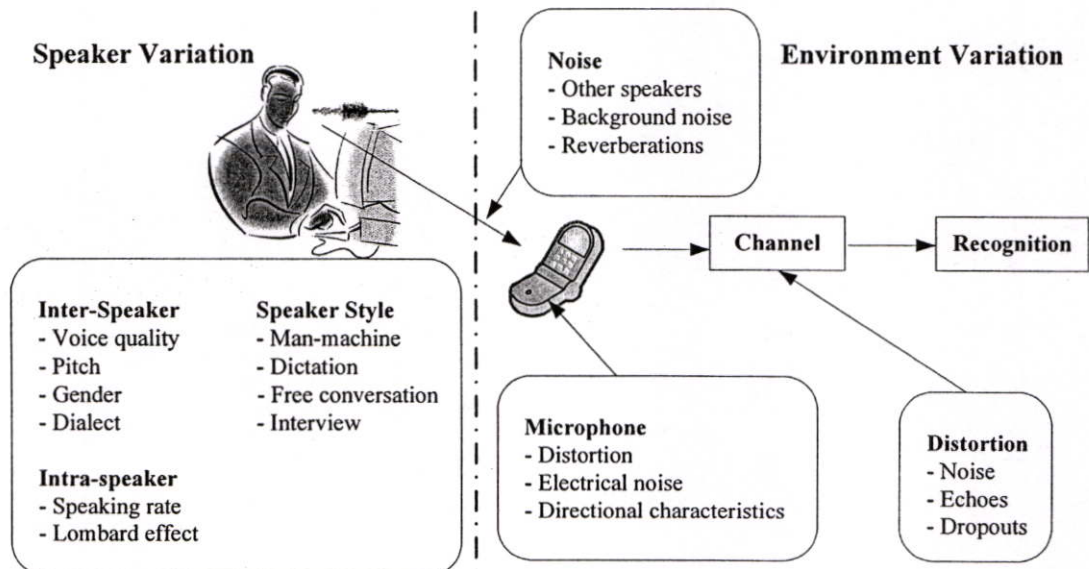 Speaker Variation
Environment Variation
Noise
- Other speakers
- Background noise
- Reverberations
Channel
Recognition
Inter-Speaker
- Voice quality
- Pitch
- Gender
- Dialect
Speaker Style
- Man-machine
- Dictation
- Free conversation
- Interview
Intra-speaker
- Speaking rate
- Lombard effect
Microphone
- Distortion
- Electrical noise
- Directional characteristics
Distortion
- Noise
- Echoes
- Dropouts